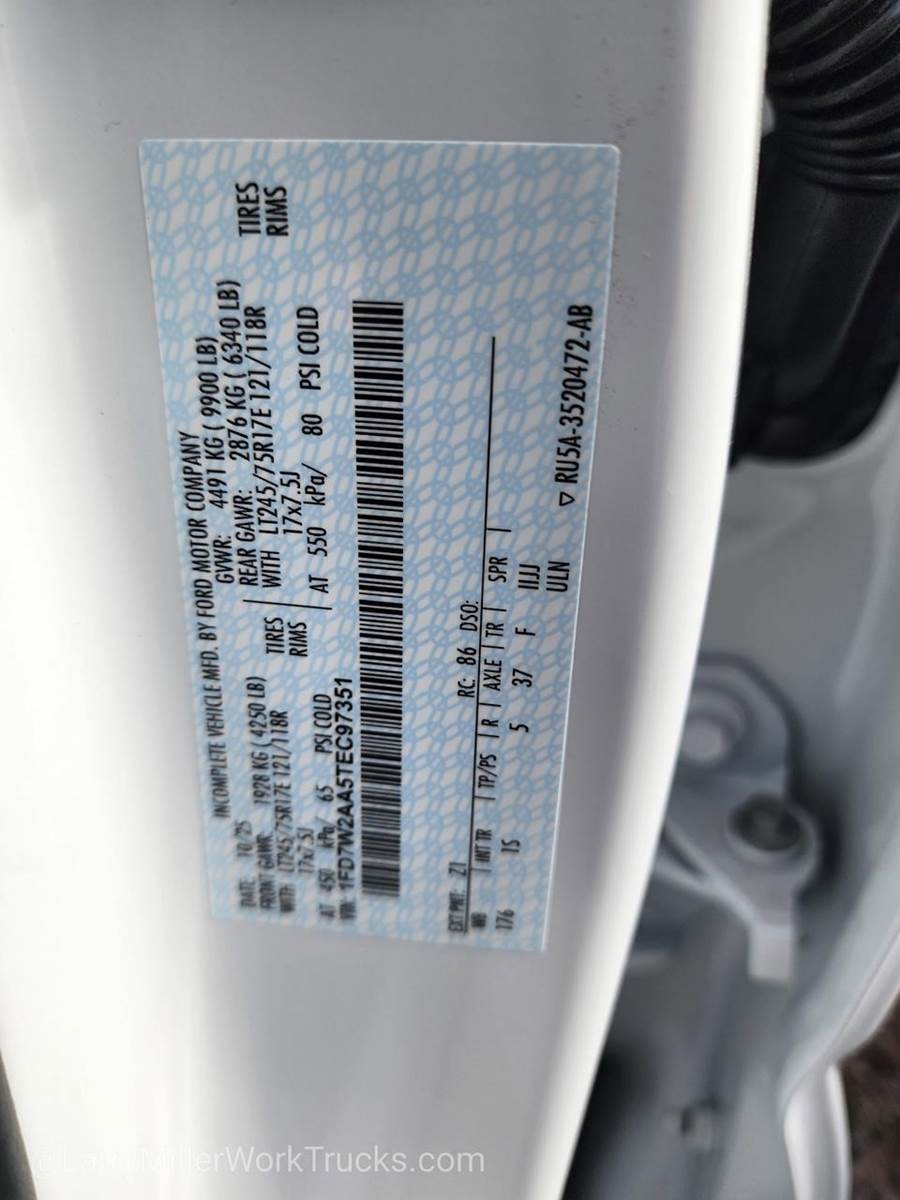 INCOMPLETE VEHICLE MFD. BY FORD MOTOR COMPANY
DATE: 10/25 GVWR: 4491 KG ( 9900 LB)
FRONT GAWR: 1928 KG ( 4250 LB) REAR GAWR: 2876 KG ( 6340 LB)
WITH LT245/75R17E 121/118R TIRES WITH LT245/75R17E 121/118R TIRES
17x7.5J RIMS 17x7.5J RIMS
AT 450 kPa/ 65 PSI COLD AT 550 kPa/ 80 PSI COLD
VIN: 1FD7W2AA5TEC97351
EXT PNT: Z1 RC: 86 DSO:
WB INT TR TP/PS R AXLE TR SPR
176 IS 5 37 F IIJJ
ULN
▽ RU5A-3520472-AB
MillerWorkTrucks.com